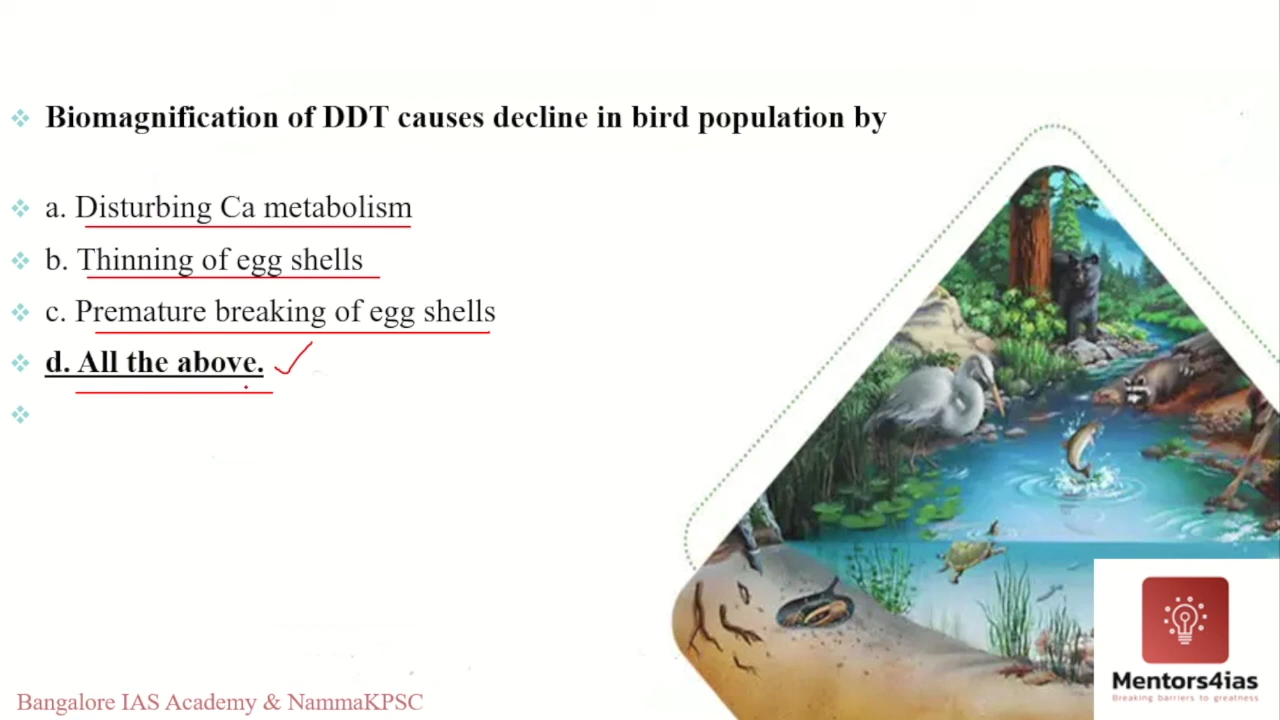 Biomagnification of DDT causes decline in bird population by
a. Disturbing Ca metabolism
b. Thinning of egg shells
c. Premature breaking of egg shells
d. All the above.
Mentors4ias
Breaking barriers to greatness
Bangalore IAS Academy & NammaKPSC